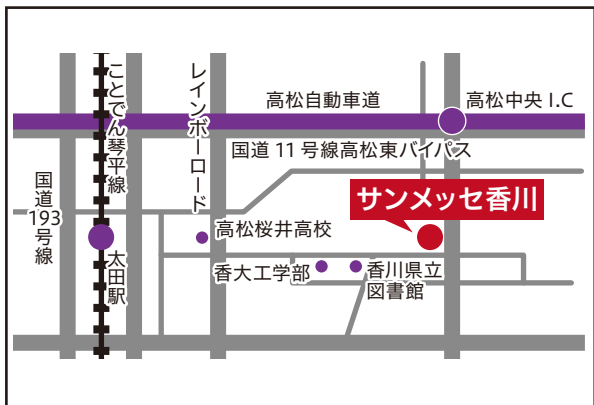 高松自動車道
高松中央 I.C
国道 11 号線高松東バイパス
ことでん琴平線
レインボーロード
国道
193
号線
サンメッセ香川
高松桜井高校
太田駅
香大工学部
香川県立
図書館